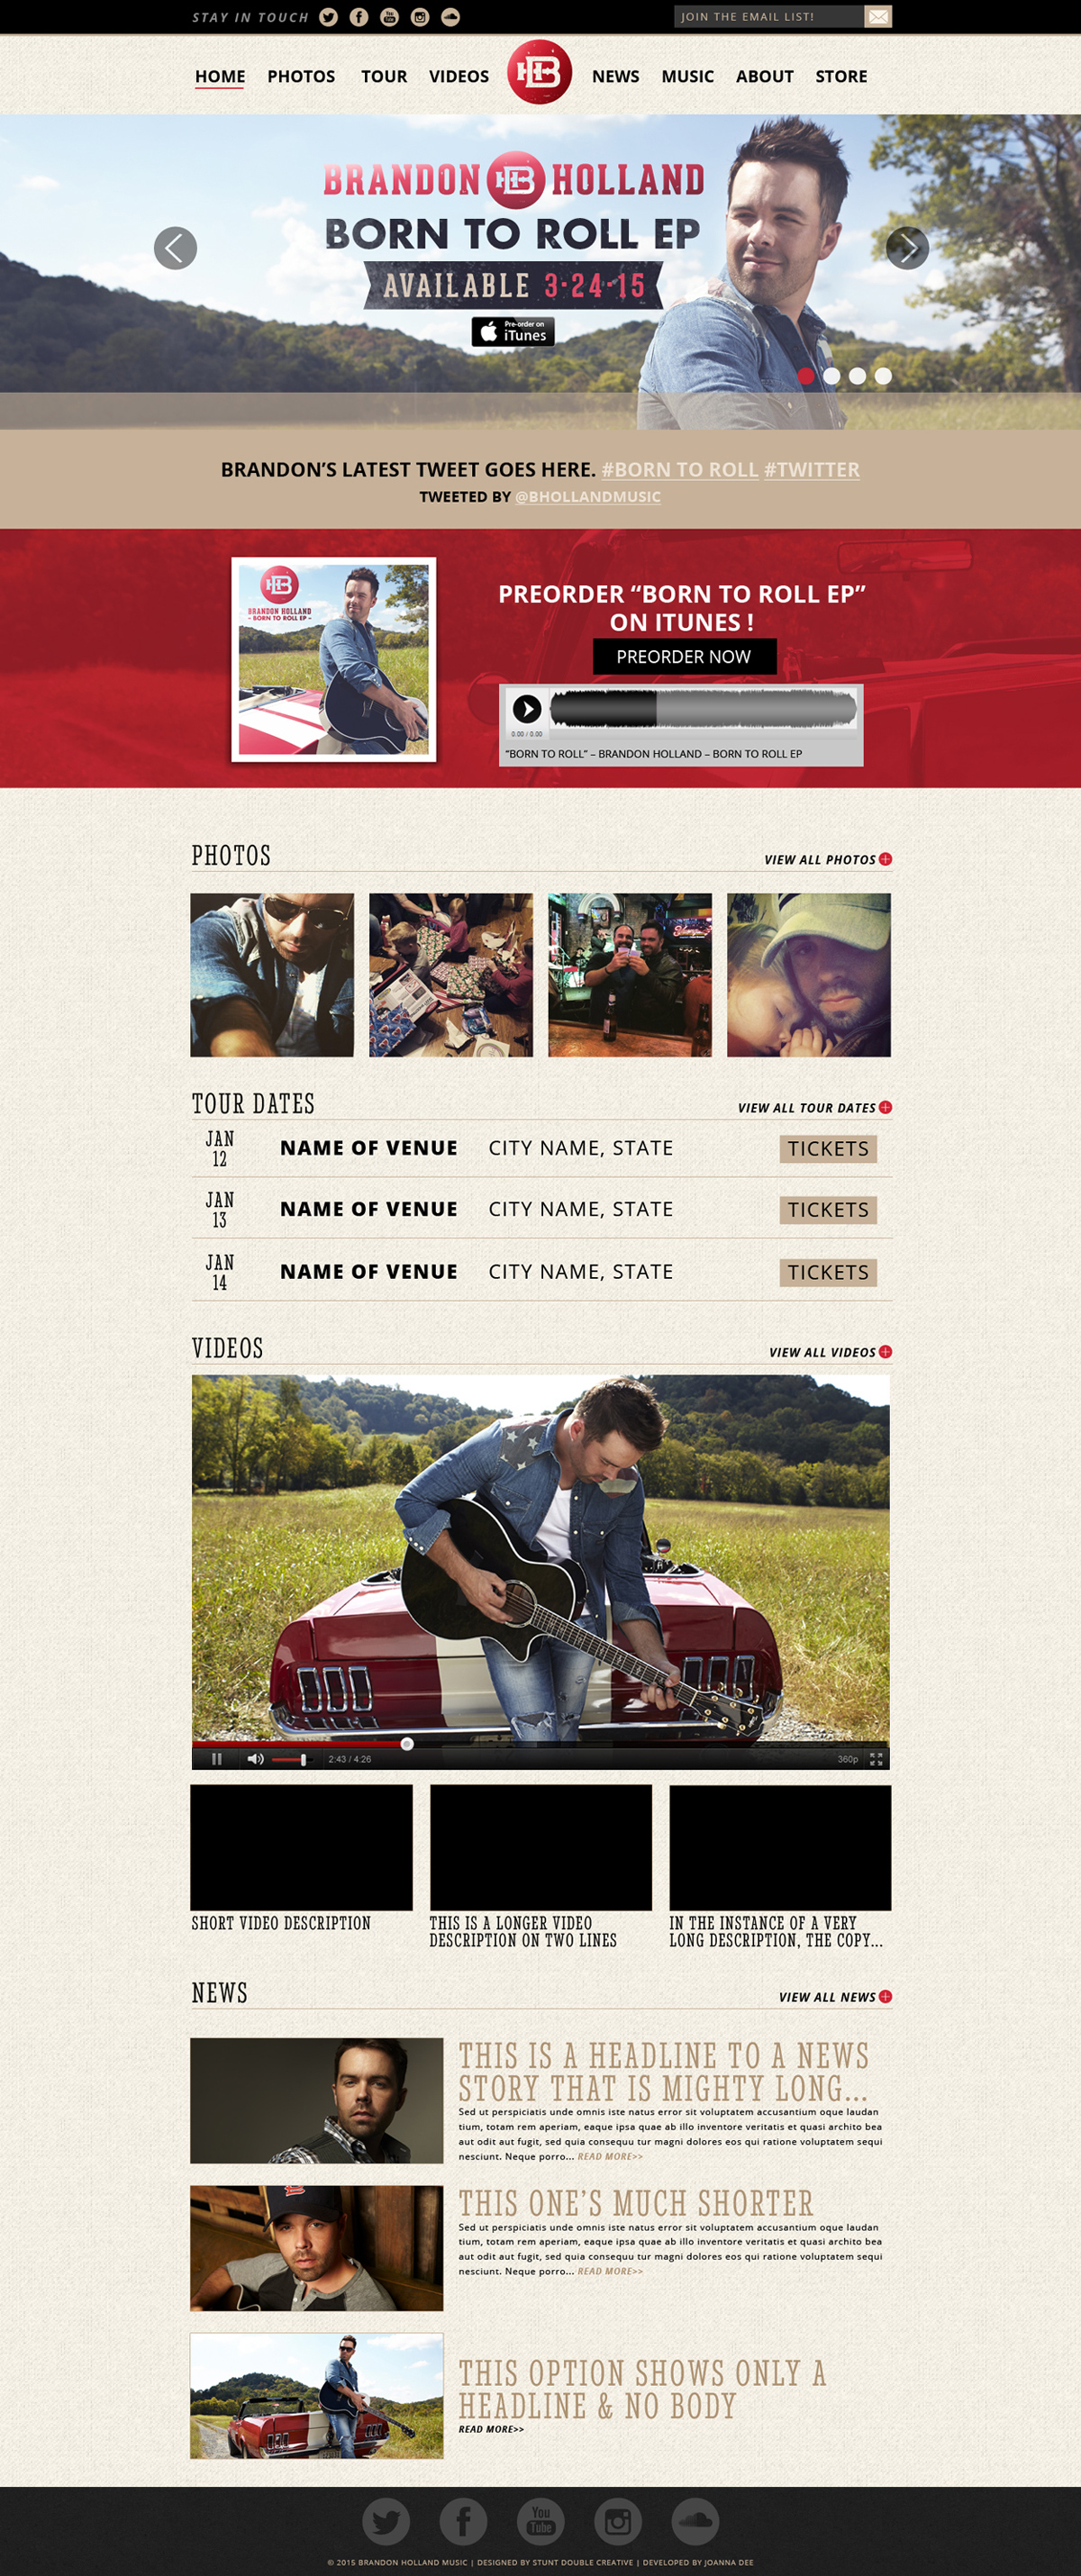 STAY IN TOUCH
You Tube
JOIN THE EMAIL LIST!
HOME PHOTOS TOUR VIDEOS HB NEWS MUSIC ABOUT STORE
BRANDON HB HOLLAND
BORN TO ROLL EP
AVAILABLE 3-24-15
Pre-order on
iTunes
BRANDON'S LATEST TWEET GOES HERE. #BORN TO ROLL #TWITTER
TWEETED BY @BHOLLANDMUSIC
HB
BRANDON HOLLAND
- BORN TO ROLL EP -
PREORDER “BORN TO ROLL EP”
ON ITUNES !
PREORDER NOW
0.00 / 0.00
“BORN TO ROLL” – BRANDON HOLLAND – BORN TO ROLL EP
PHOTOS
VIEW ALL PHOTOS
TOUR DATES
VIEW ALL TOUR DATES
JAN
12
NAME OF VENUE CITY NAME, STATE TICKETS
JAN
13
NAME OF VENUE CITY NAME, STATE TICKETS
JAN
14
NAME OF VENUE CITY NAME, STATE TICKETS
VIDEOS
VIEW ALL VIDEOS
2:43 / 4:26
360p
SHORT VIDEO DESCRIPTION
THIS IS A LONGER VIDEO
DESCRIPTION ON TWO LINES
IN THE INSTANCE OF A VERY
LONG DESCRIPTION, THE COPY...
NEWS
VIEW ALL NEWS
THIS IS A HEADLINE TO A NEWS
STORY THAT IS MIGHTY LONG...
Sed ut perspiciatis unde omnis iste natus error sit voluptatem accusantium oque laudan
tium, totam rem aperiam, eaque ipsa quae ab illo inventore veritatis et quasi archito bea
aut odit aut fugit, sed quia consequu tur magni dolores eos qui ratione voluptatem sequi
nesciunt. Neque porro... READ MORE>>
THIS ONE'S MUCH SHORTER
Sed ut perspiciatis unde omnis iste natus error sit voluptatem accusantium oque laudan
tium, totam rem aperiam, eaque ipsa quae ab illo inventore veritatis et quasi archito bea
aut odit aut fugit, sed quia consequu tur magni dolores eos qui ratione voluptatem sequi
nesciunt. Neque porro... READ MORE>>
THIS OPTION SHOWS ONLY A
HEADLINE & NO BODY
READ MORE>>
You
Tube
© 2015 BRANDON HOLLAND MUSIC | DESIGNED BY STUNT DOUBLE CREATIVE | DEVELOPED BY JOANNA DEE